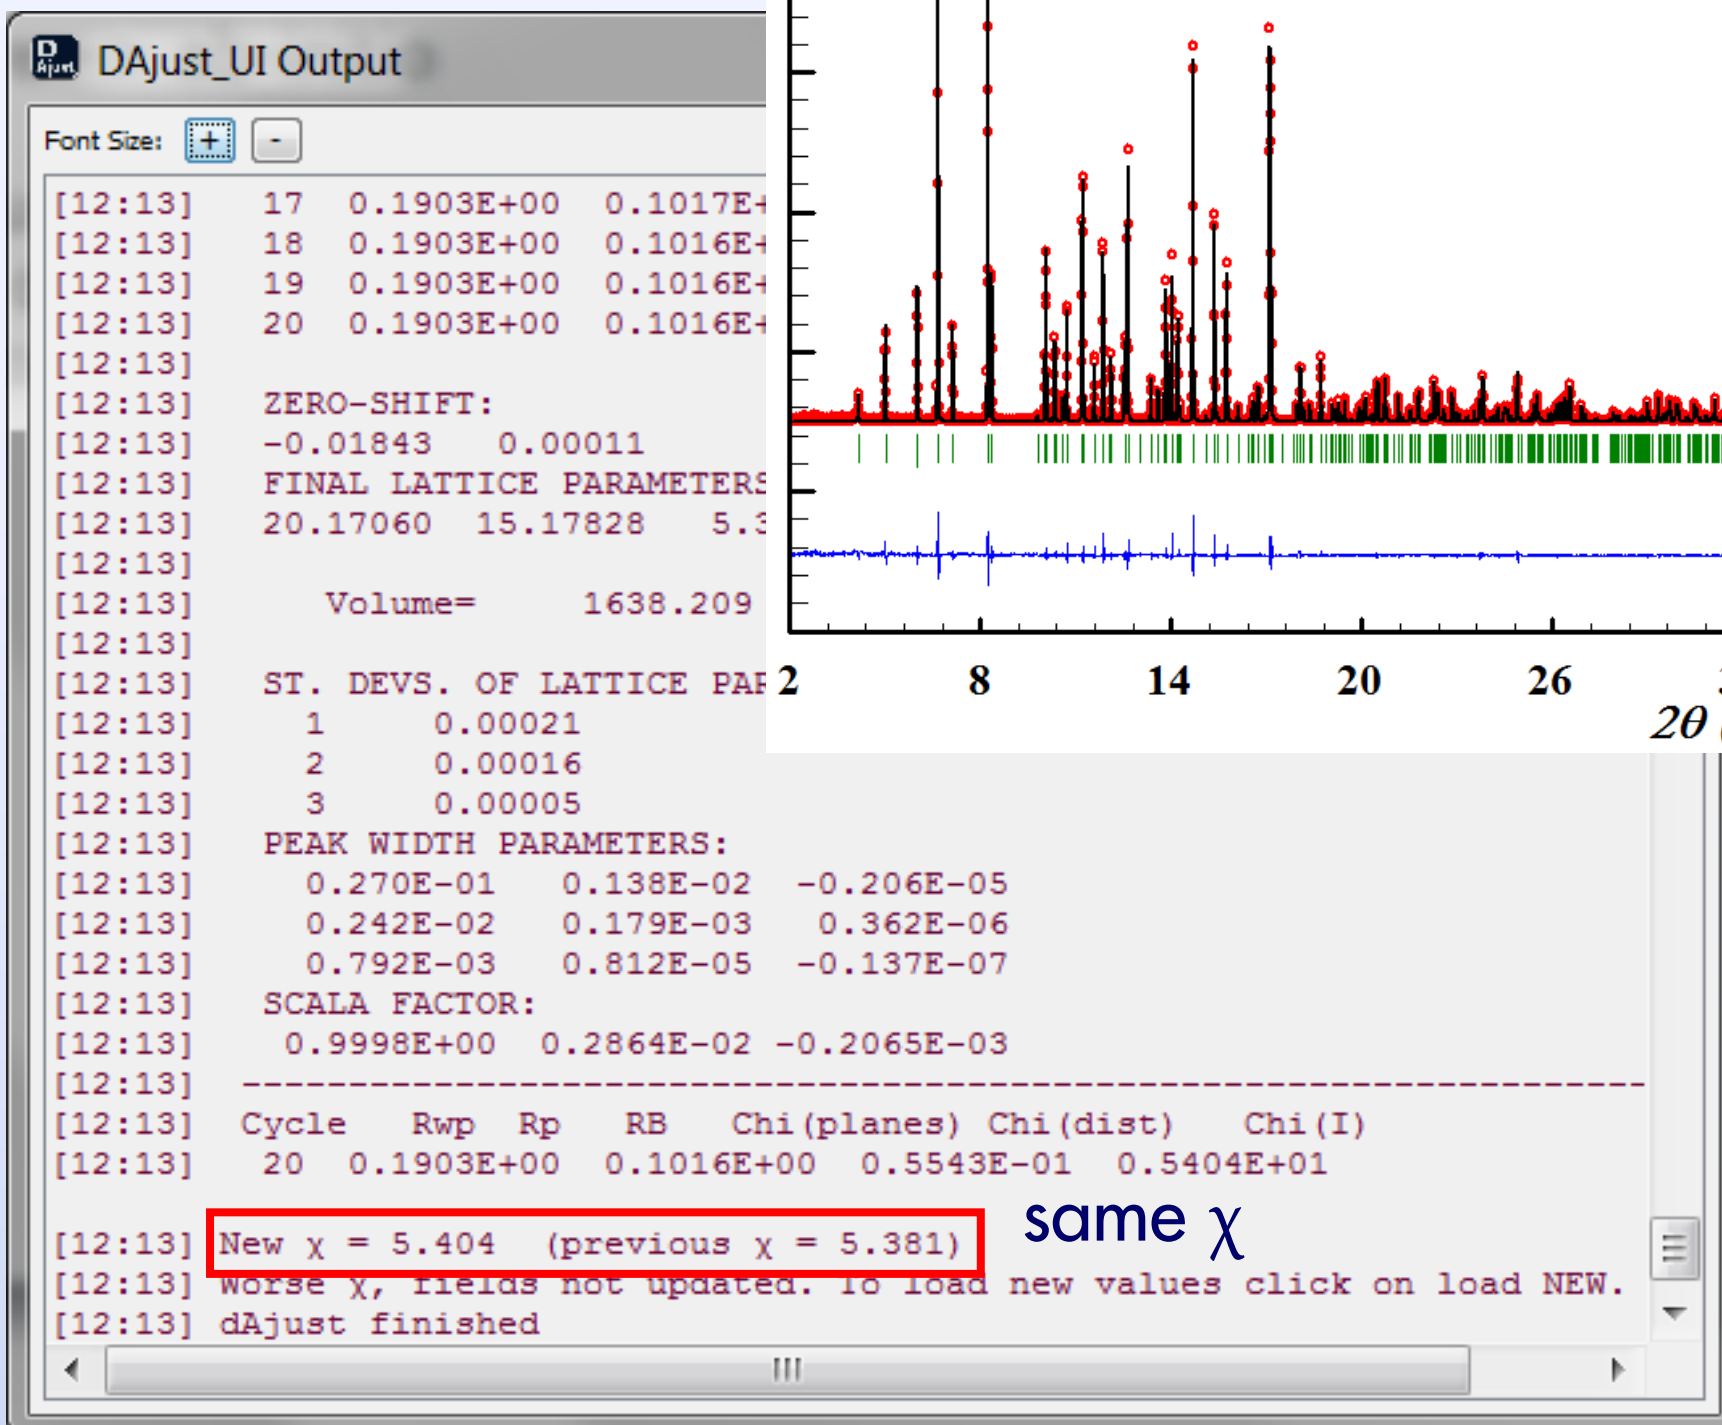 D
Ajust
DAjust_UI Output
Font Size: + -
[12:13] 17 0.1903E+00 0.1017E+
[12:13] 18 0.1903E+00 0.1016E+
[12:13] 19 0.1903E+00 0.1016E+
[12:13] 20 0.1903E+00 0.1016E+
[12:13]
[12:13] ZERO-SHIFT:
[12:13] -0.01843 0.00011
[12:13] FINAL LATTICE PARAMETERS
[12:13] 20.17060 15.17828 5.3
[12:13]
[12:13] Volume= 1638.209
[12:13]
[12:13] ST. DEVS. OF LATTICE PAR
[12:13] 1 0.00021
[12:13] 2 0.00016
[12:13] 3 0.00005
[12:13] PEAK WIDTH PARAMETERS:
[12:13] 0.270E-01 0.138E-02 -0.206E-05
[12:13] 0.242E-02 0.179E-03 0.362E-06
[12:13] 0.792E-03 0.812E-05 -0.137E-07
[12:13] SCALA FACTOR:
[12:13] 0.9998E+00 0.2864E-02 -0.2065E-03
[12:13] -------------------------------------------------------------------
[12:13] Cycle Rwp Rp RB Chi(planes) Chi(dist) Chi(I)
[12:13] 20 0.1903E+00 0.1016E+00 0.5543E-01 0.5404E+01
same χ
[12:13] New χ = 5.404 (previous χ = 5.381)
[12:13] Worse χ, fields not updated. To load new values click on load NEW.
[12:13] dAjust finished
2 8 14 20 26
2θ (